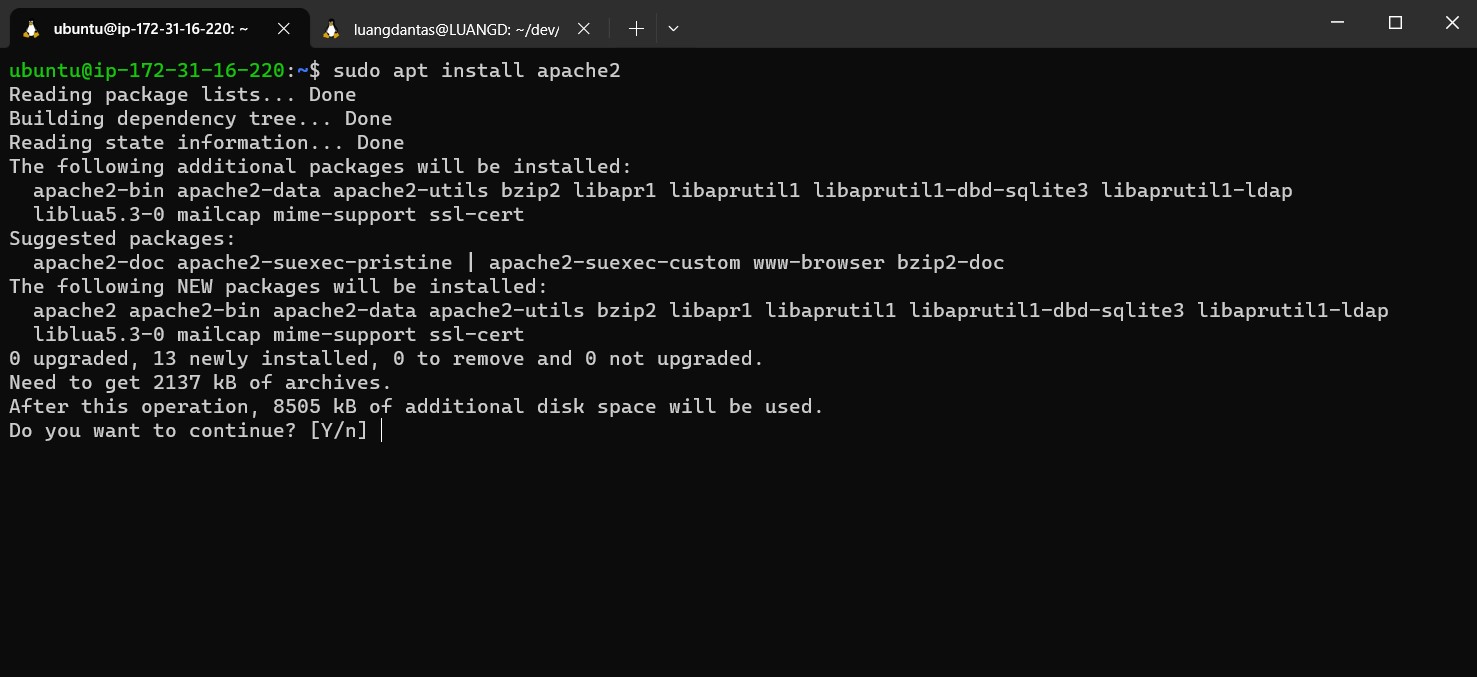 ubuntu@ip-172-31-16-220: ~
luangdantas@LUANGD: ~/dev/
ubuntu@ip-172-31-16-220:~$ sudo apt install apache2
Reading package lists... Done
Building dependency tree... Done
Reading state information... Done
The following additional packages will be installed:
  apache2-bin apache2-data apache2-utils bzip2 libapr1 libaprutil1 libaprutil1-dbd-sqlite3 libaprutil1-ldap
  liblua5.3-0 mailcap mime-support ssl-cert
Suggested packages:
  apache2-doc apache2-suexec-pristine | apache2-suexec-custom www-browser bzip2-doc
The following NEW packages will be installed:
  apache2 apache2-bin apache2-data apache2-utils bzip2 libapr1 libaprutil1 libaprutil1-dbd-sqlite3 libaprutil1-ldap
  liblua5.3-0 mailcap mime-support ssl-cert
0 upgraded, 13 newly installed, 0 to remove and 0 not upgraded.
Need to get 2137 kB of archives.
After this operation, 8505 kB of additional disk space will be used.
Do you want to continue? [Y/n]